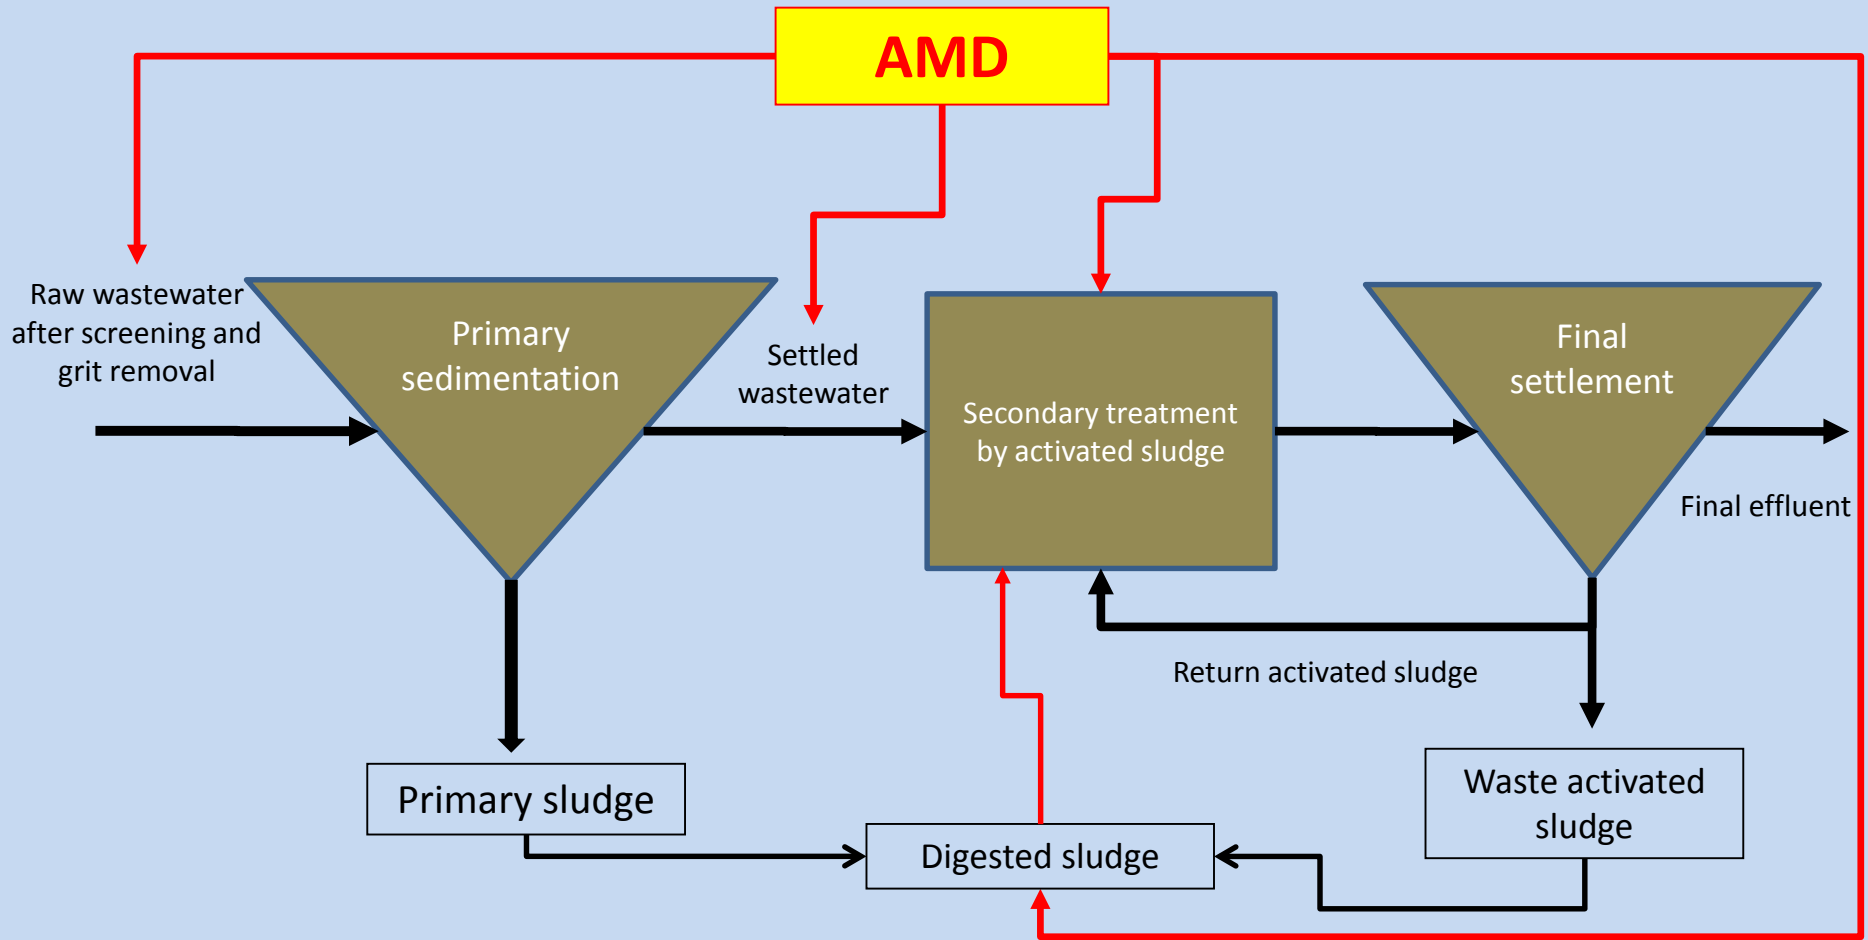 AMD
Raw wastewater
after screening and
grit removal
Primary
sedimentation
Settled
wastewater
Secondary treatment
by activated sludge
Final
settlement
Final effluent
Return activated sludge
Primary sludge
Digested sludge
Waste activated
sludge